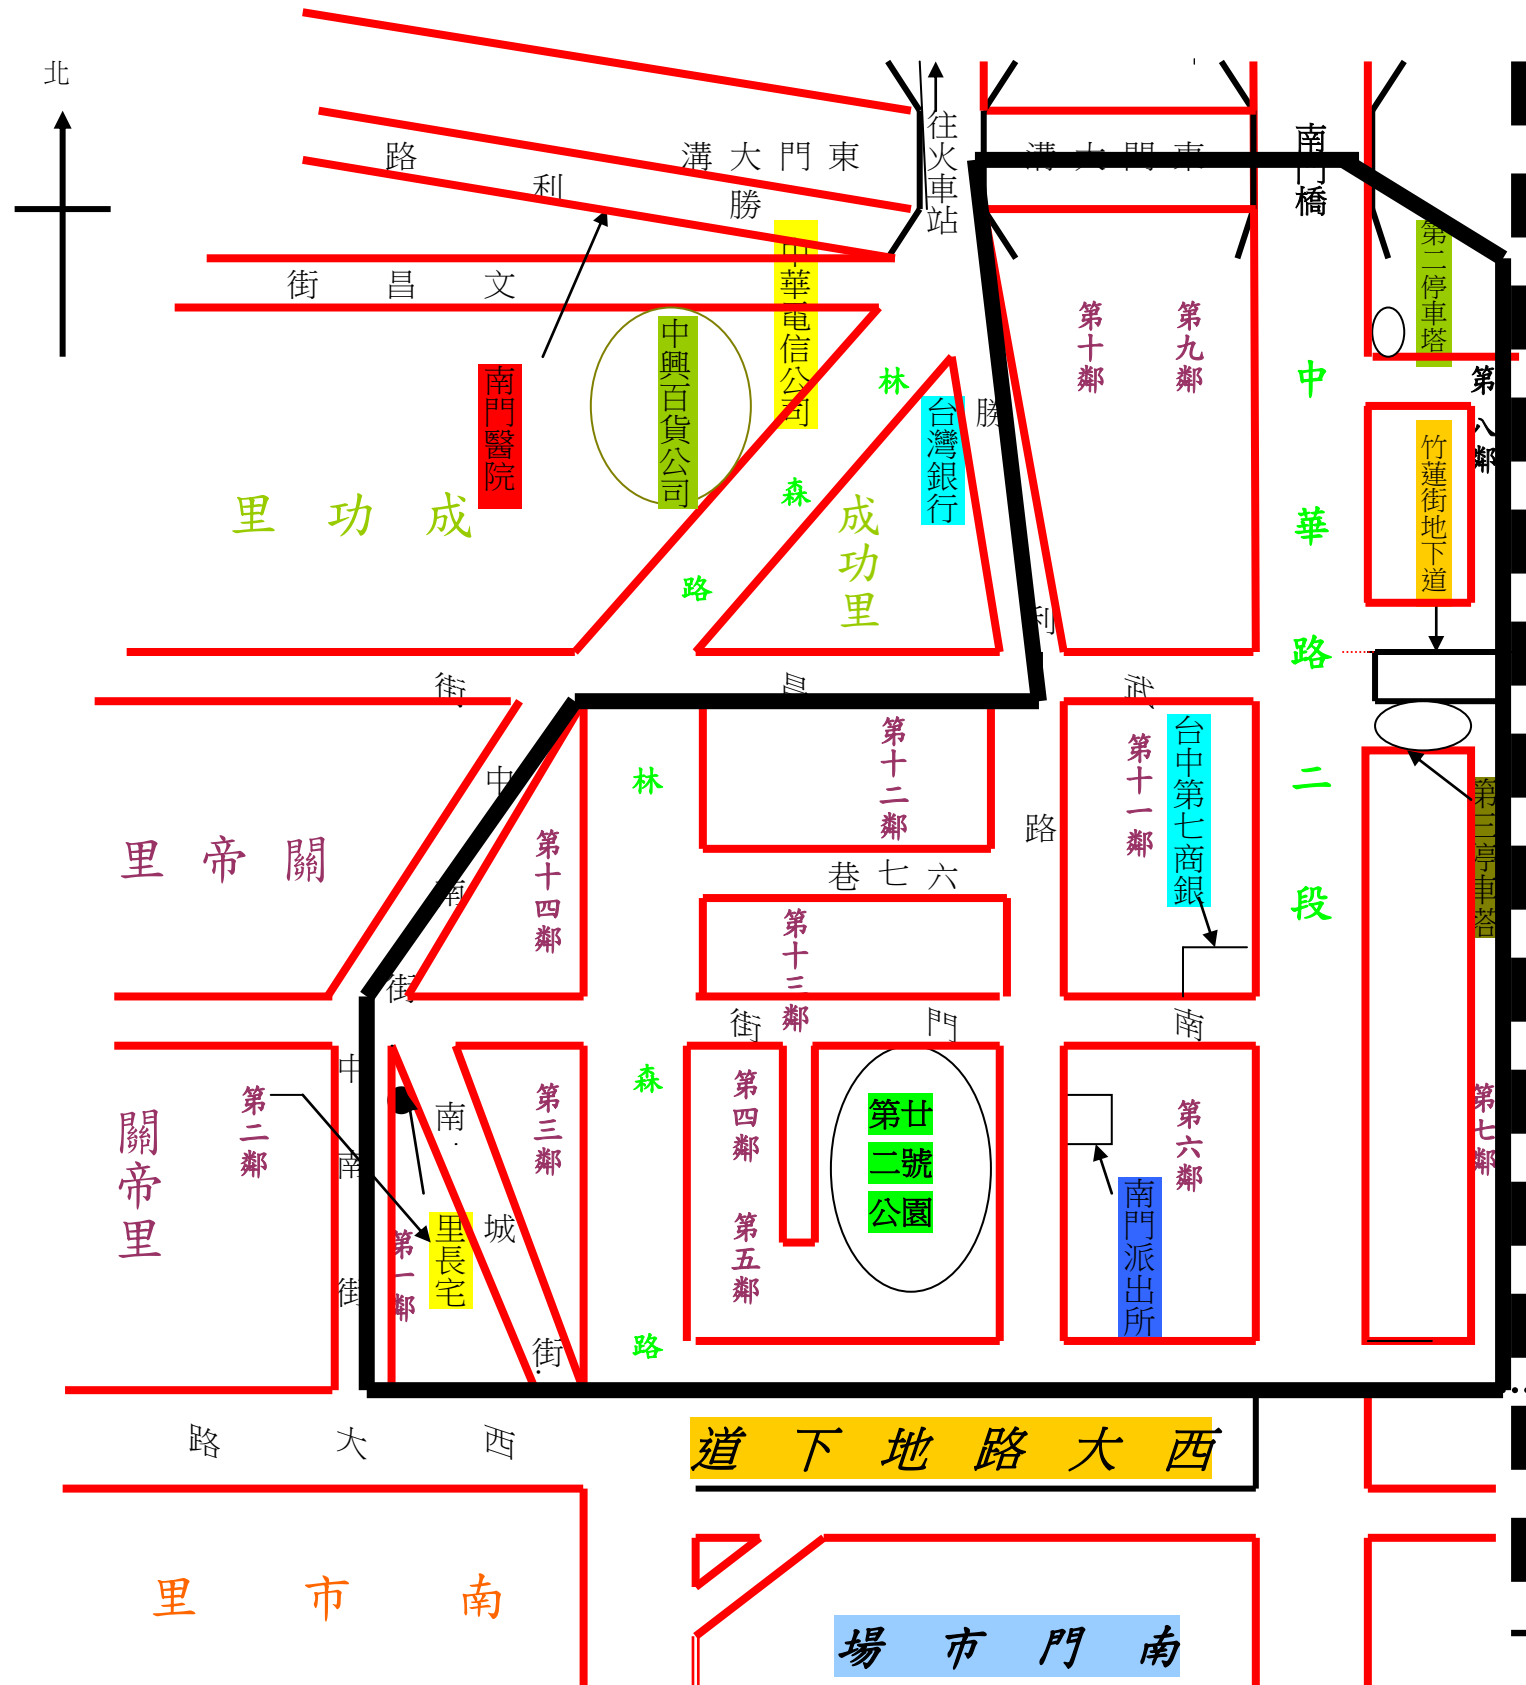 北
往火車站
東門大溝
東門大溝
南門橋
勝利路
文昌街
中華電信公司
中興百貨公司
南門醫院
第二停車塔
第十鄰
第九鄰
第八鄰
中華路二段
竹蓮街地下道
林森路
台灣銀行
勝利路
成功里
成功里
武昌街
第十二鄰
第十一鄰
台中第七商銀
林森路
中南街
第十四鄰
關帝里
六七巷
第十三鄰
第三停車塔
南門街
中南街
關帝里
第二鄰
第一鄰
里長宅
南城街
第三鄰
第四鄰
第五鄰
第廿
二號
公園
第六鄰
南門派出所
第七鄰
西大路
西大路地下道
南市里
南門市場